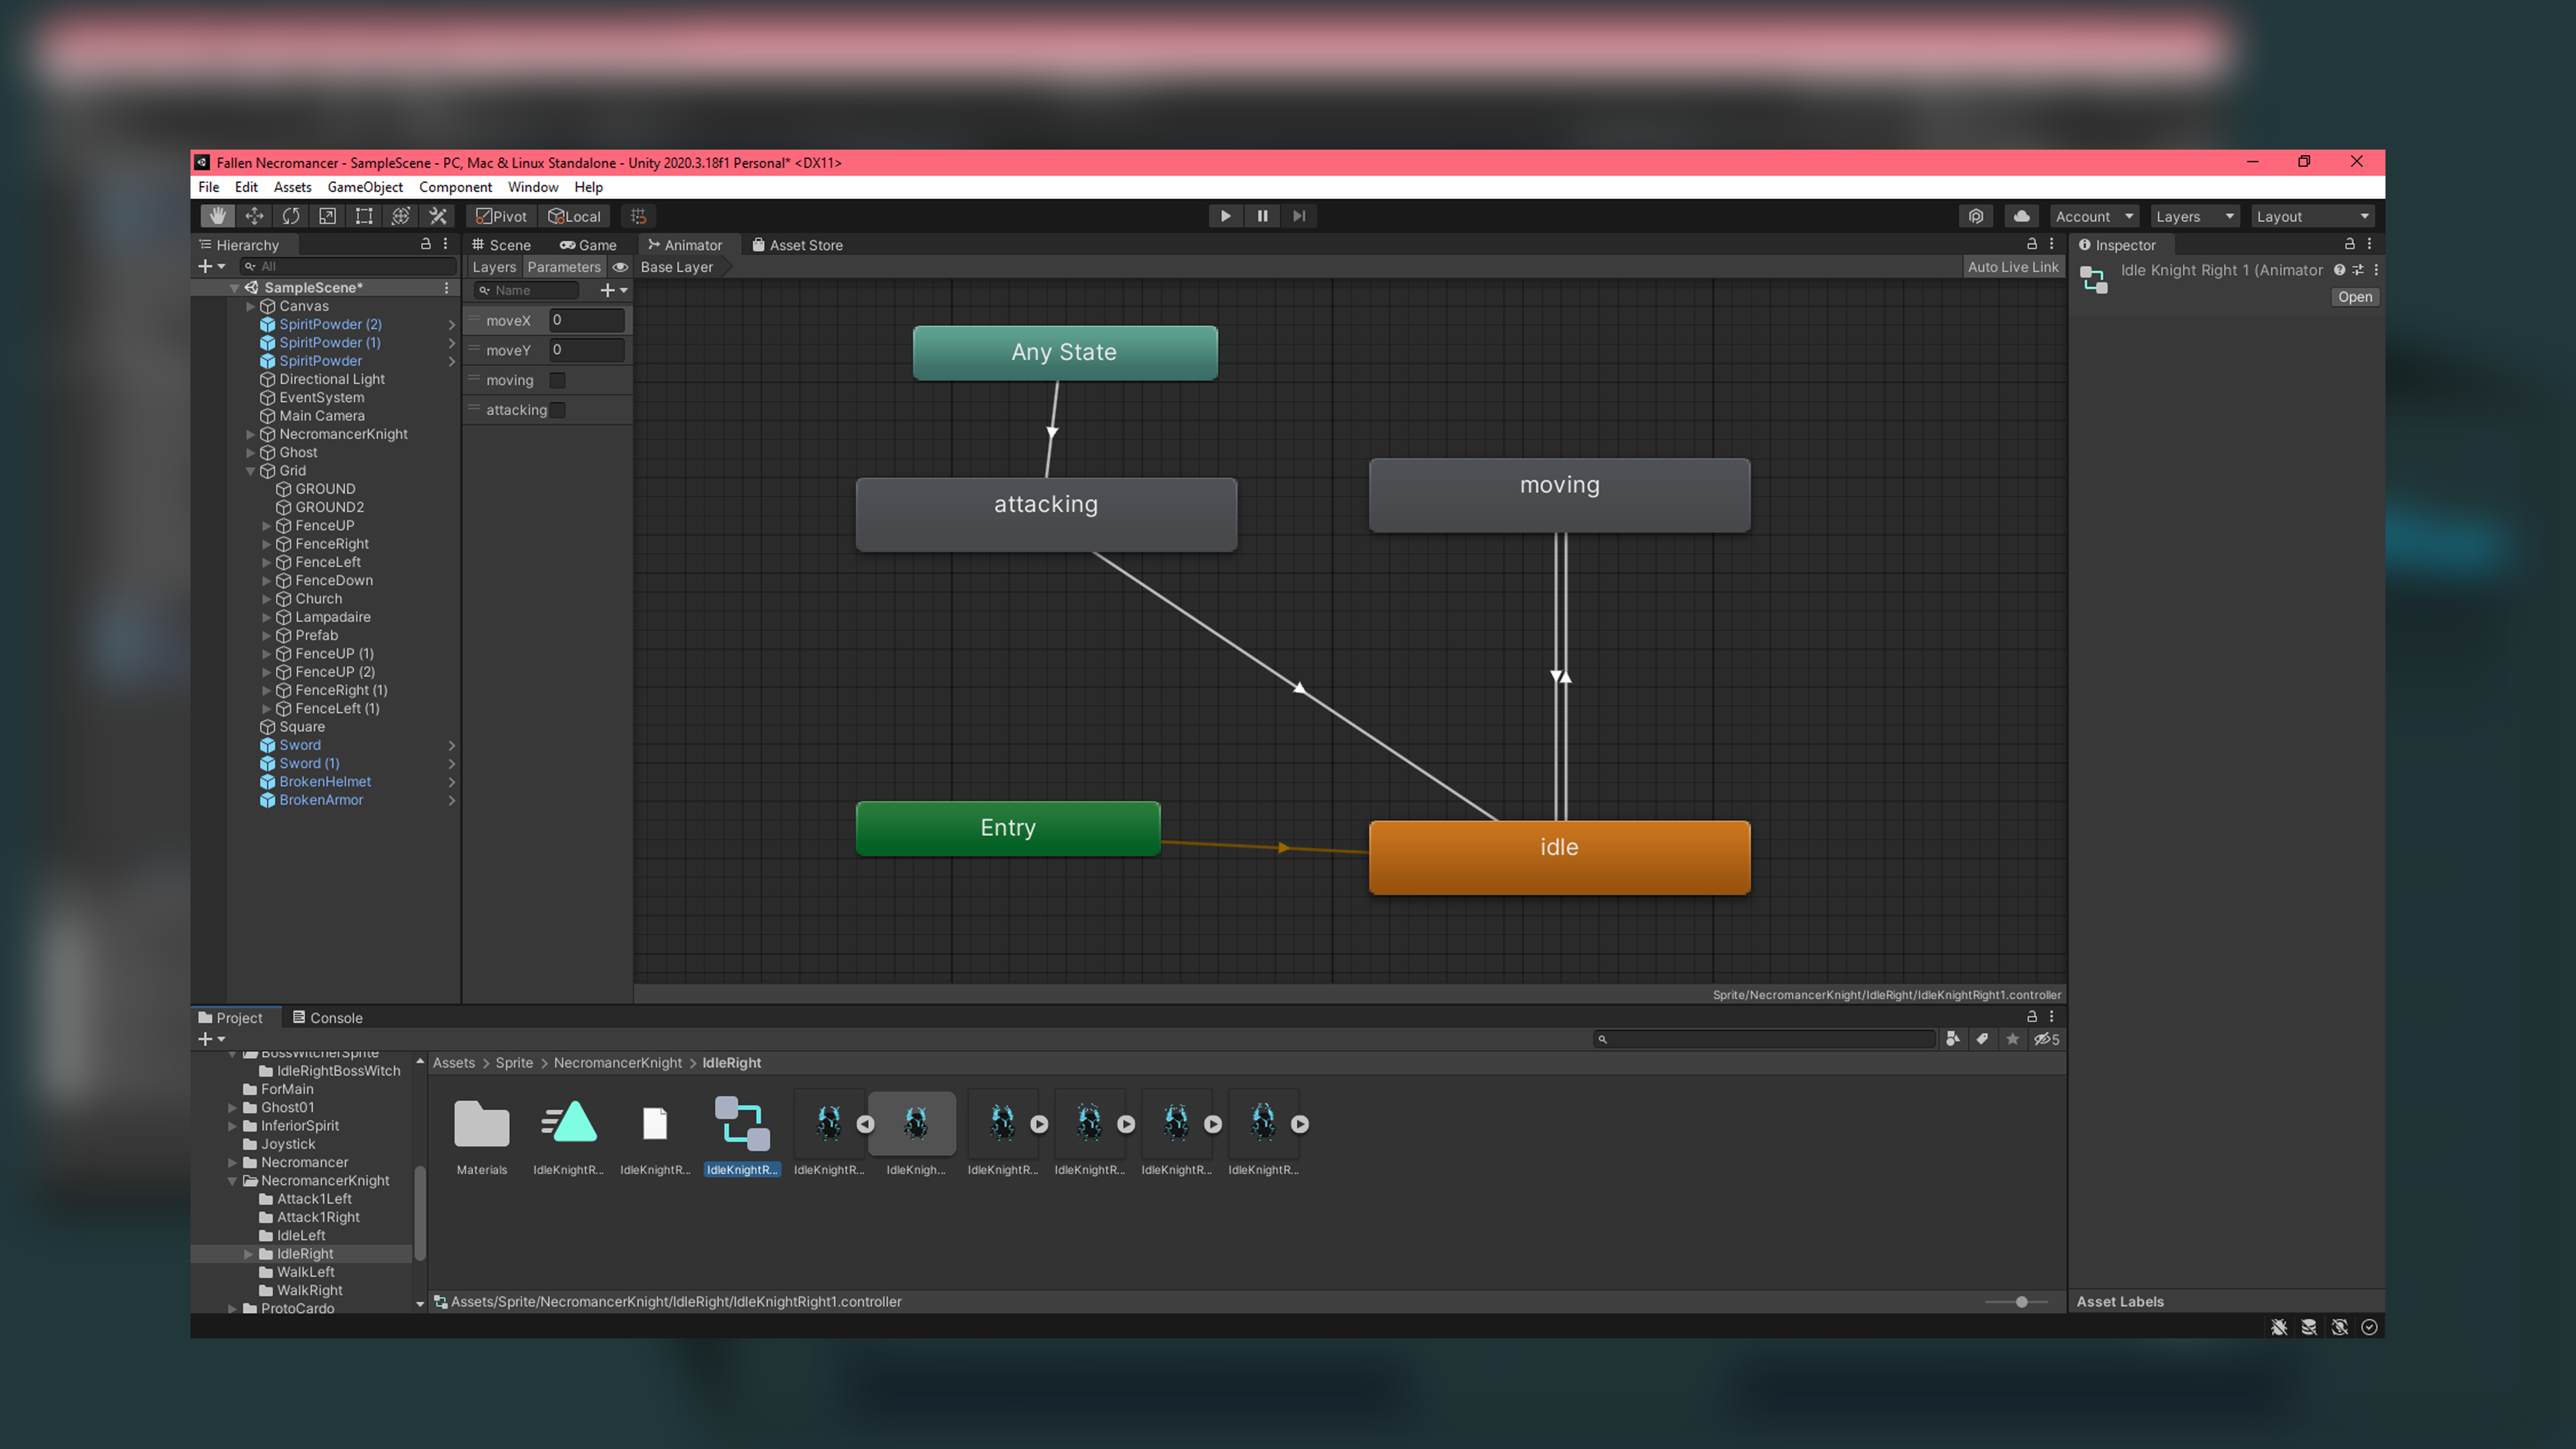 Fallen Necromancer - SampleScene - PC, Mac & Linux Standalone - Unity 2020.3.18f1 Personal* <DX11>
File Edit Assets GameObject Component Window Help
Pivot Local Account Layers Layout
Hierarchy
All
SampleScene*
Canvas
SpiritPowder (2)
SpiritPowder (1)
SpiritPowder
Directional Light
EventSystem
Main Camera
NecromancerKnight
Ghost
Grid
GROUND
GROUND2
FenceUP
FenceRight
FenceLeft
FenceDown
Church
Lampadaire
Prefab
FenceUP (1)
FenceUP (2)
FenceRight (1)
FenceLeft (1)
Square
Sword
Sword (1)
BrokenHelmet
BrokenArmor
Scene Game Animator Asset Store
Layers Parameters Base Layer Auto Live Link
Name
moveX 0
moveY 0
moving
attacking
Any State
attacking
moving
Entry
idle
Sprite/NecromancerKnight/IdleRight/IdleKnightRight1.controller
Inspector
Idle Knight Right 1 (Animator
Open
Project Console
5
BossWitcherSprite
IdleRightBossWitch
ForMain
Ghost01
InferiorSpirit
Joystick
Necromancer
NecromancerKnight
Attack1Left
Attack1Right
IdleLeft
IdleRight
WalkLeft
WalkRight
ProtoCardo
Assets > Sprite > NecromancerKnight > IdleRight
Materials IdleKnightR... IdleKnightR... IdleKnightR... IdleKnightR... IdleKnigh... IdleKnightR... IdleKnightR... IdleKnightR... IdleKnightR...
Assets/Sprite/NecromancerKnight/IdleRight/IdleKnightRight1.controller
Asset Labels